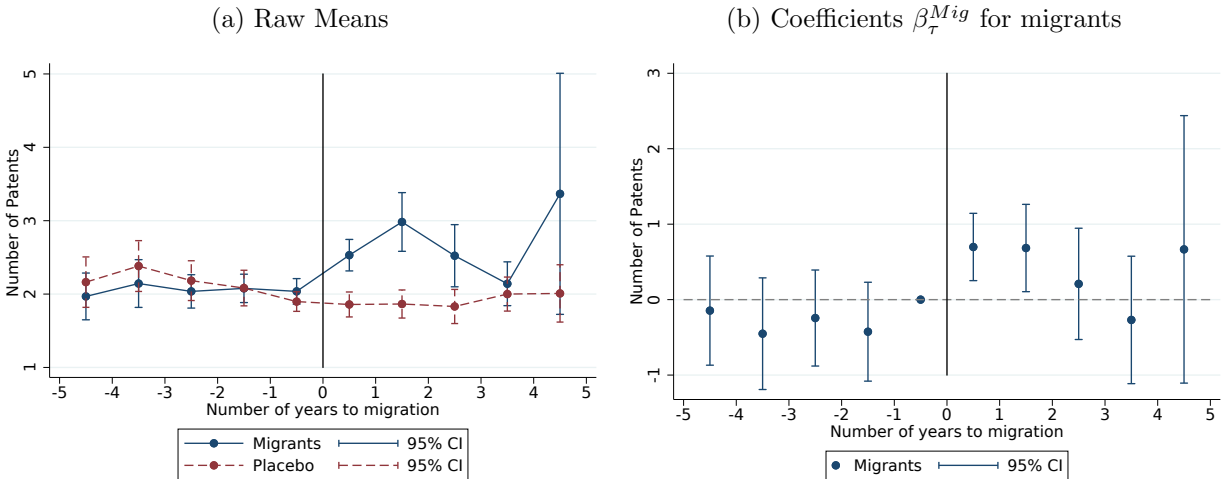 (a) Raw Means
5
4
3
2
1
Number of Patents
-5 -4 -3 -2 -1 0 1 2 3 4 5
Number of years to migration
Migrants 95% CI
Placebo 95% CI
(b) Coefficients β_τ^{Mig} for migrants
3
2
1
0
-1
Number of Patents
-5 -4 -3 -2 -1 0 1 2 3 4 5
Number of years to migration
Migrants 95% CI